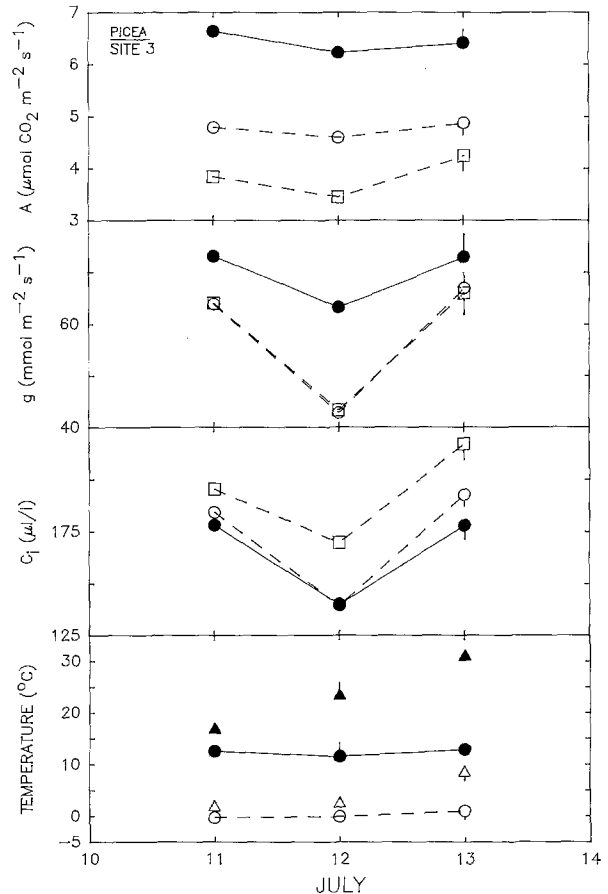 PICEA
SITE 3
A (μmol CO₂ m⁻² s⁻¹)
7
6
5
4
3
g (mmol m⁻² s⁻¹)
60
40
Cᵢ (μl/l)
175
125
TEMPERATURE (°C)
30
20
10
0
−5
10 11 12 13 14
JULY